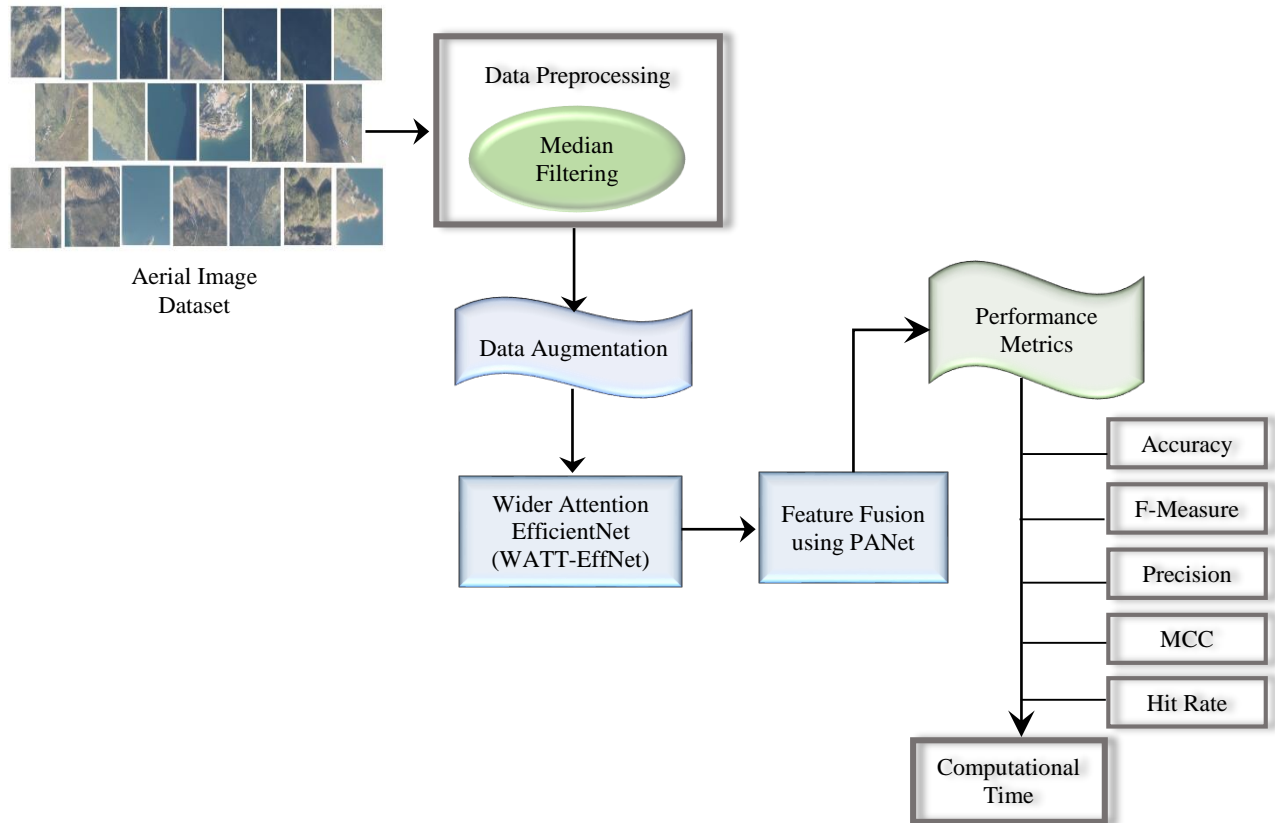 Data Preprocessing
Median
Filtering
Aerial Image
Dataset
Data Augmentation
Performance
Metrics
Wider Attention
EfficientNet
(WATT-EffNet)
Feature Fusion
using PANet
Accuracy
F-Measure
Precision
MCC
Hit Rate
Computational
Time